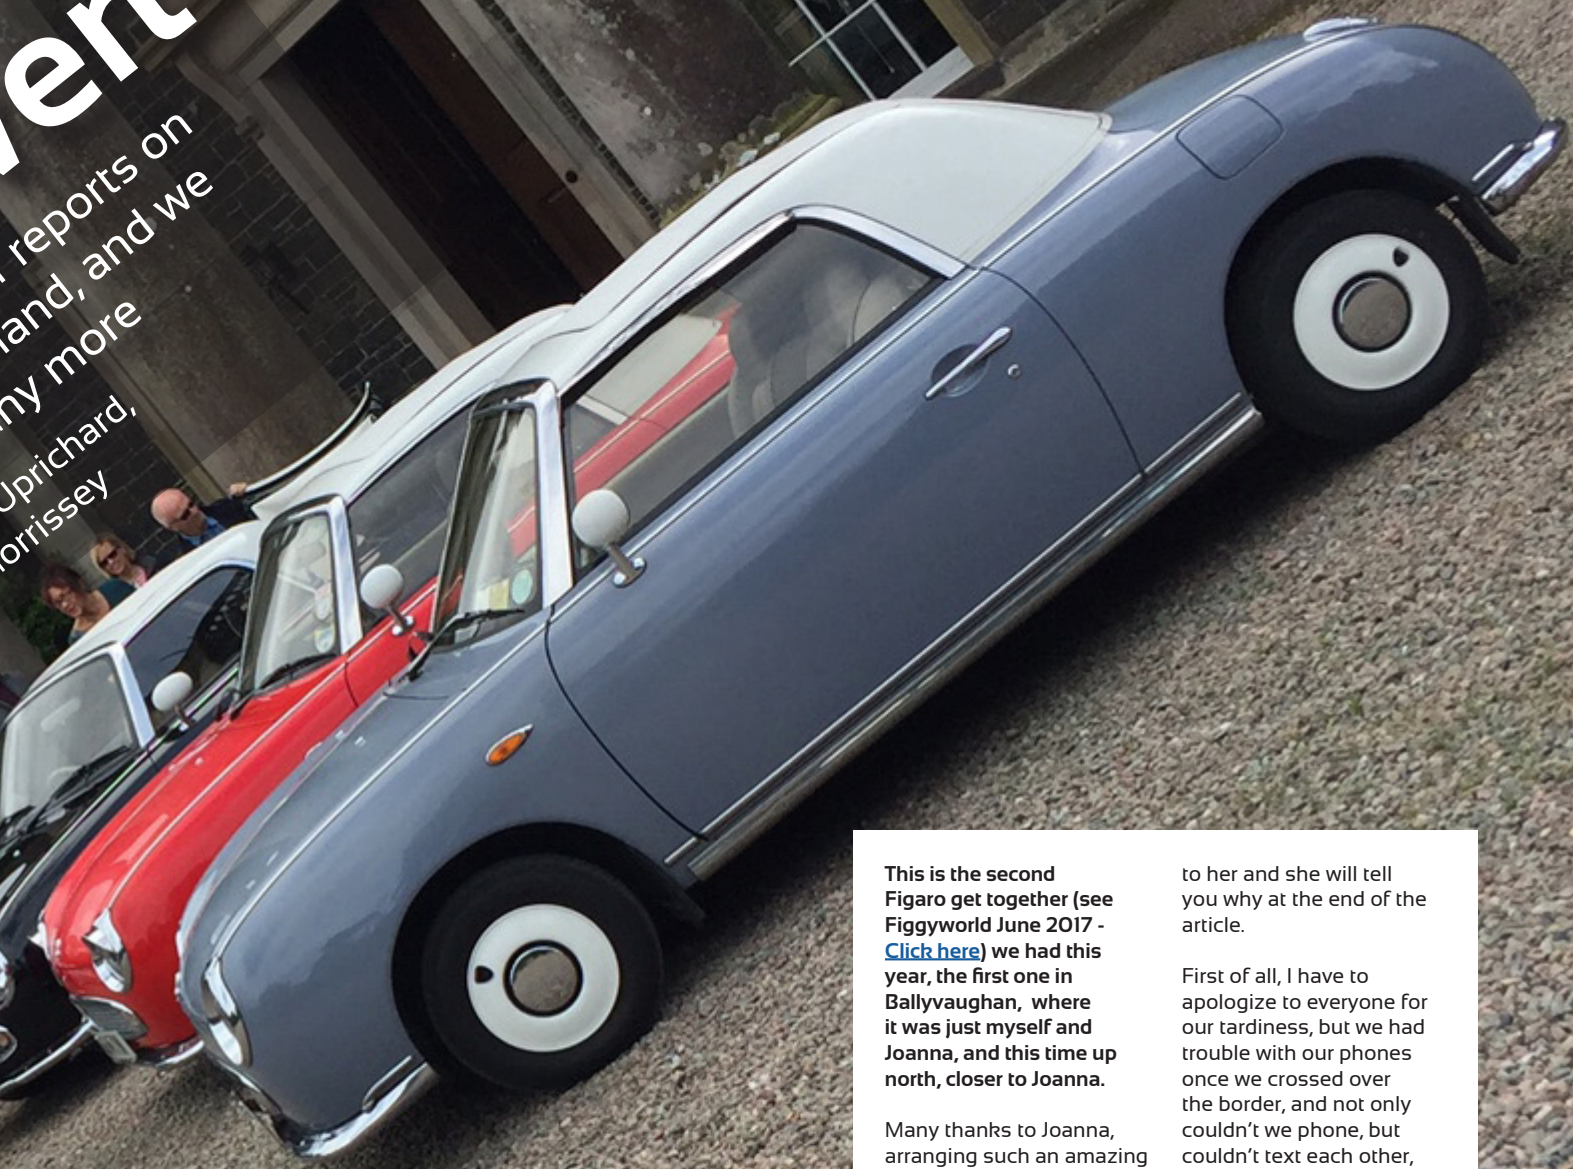 reports on
and we
more
This is the second
Figaro get together (see
Figgyworld June 2017 -
Click here) we had this
year, the first one in
Ballyvaughan,  where
it was just myself and
Joanna, and this time up
north, closer to Joanna.
Many thanks to Joanna,
arranging such an amazing
to her and she will tell
you why at the end of the
article.
First of all, I have to
apologize to everyone for
our tardiness, but we had
trouble with our phones
once we crossed over
the border, and not only
couldn’t we phone, but
couldn’t text each other,